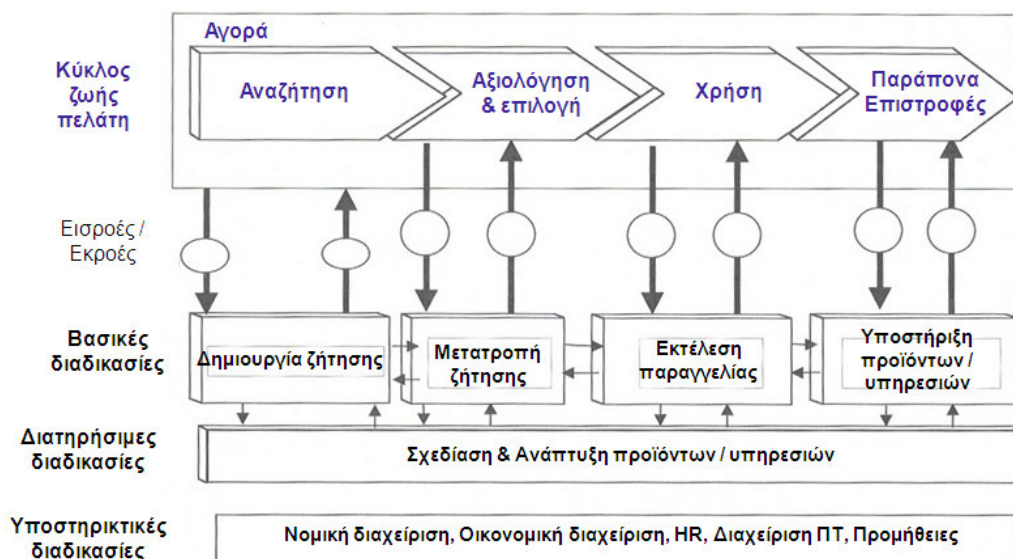 Αγορά
Κύκλος
ζωής
πελάτη
Αναζήτηση
Αξιολόγηση
& επιλογή
Χρήση
Παράπονα
Επιστροφές
Εισροές /
Εκροές
Βασικές
διαδικασίες
Δημιουργία ζήτησης
Μετατροπή
ζήτησης
Εκτέλεση
παραγγελίας
Υποστήριξη
προϊόντων /
υπηρεσιών
Διατηρήσιμες
διαδικασίες
Σχεδίαση & Ανάπτυξη προϊόντων / υπηρεσιών
Υποστηρικτικές
διαδικασίες
Νομική διαχείριση, Οικονομική διαχείριση, HR, Διαχείριση ΠΤ, Προμήθειες